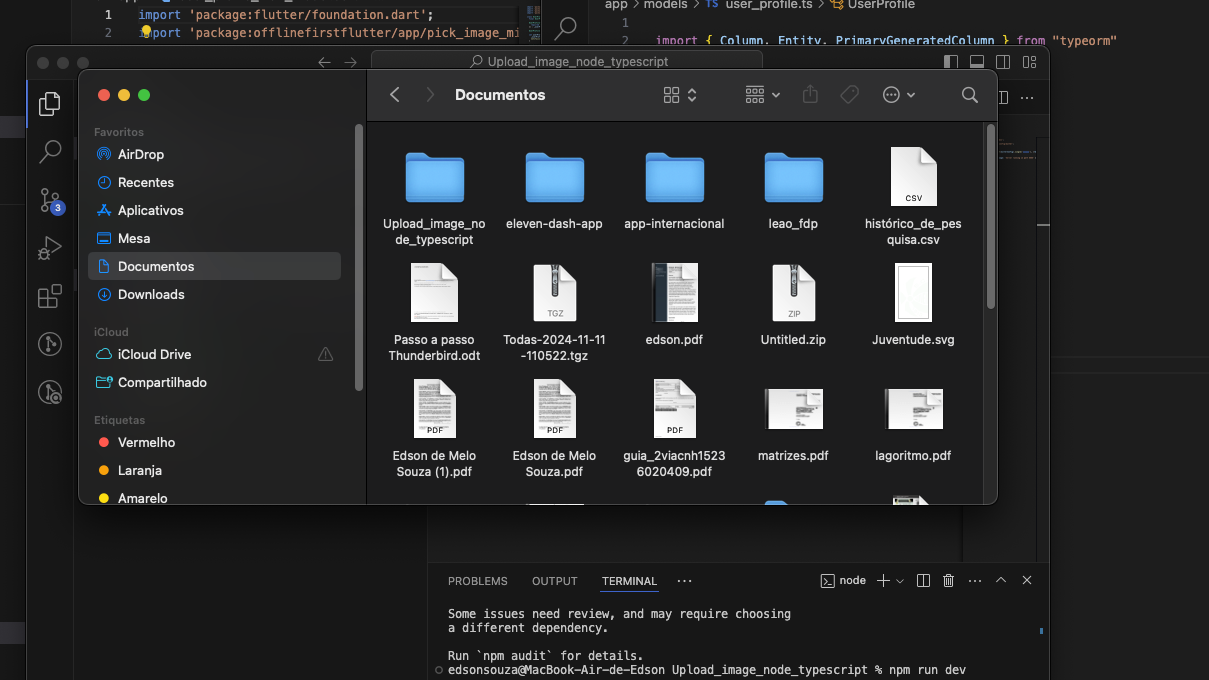 1 import 'package:flutter/foundation.dart';
2 import 'package:offlinefirstflutter/app/pick_image_mi
app > models > TS user_profile.ts > UserProfile
1
2 import { Column, Entity, PrimaryGeneratedColumn } from "typeorm"
Upload_image_node_typescript
3
Documentos
Favoritos
AirDrop
Recentes
Aplicativos
Mesa
Documentos
Downloads
iCloud
iCloud Drive
Compartilhado
Etiquetas
Vermelho
Laranja
Amarelo
Upload_image_no
de_typescript
eleven-dash-app
app-internacional
leao_fdp
CSV
histórico_de_pes
quisa.csv
Passo a passo
Thunderbird.odt
TGZ
Todas-2024-11-11
-110522.tgz
edson.pdf
ZIP
Untitled.zip
Juventude.svg
PDF
Edson de Melo
Souza (1).pdf
PDF
Edson de Melo
Souza.pdf
PDF
guia_2viacnh1523
6020409.pdf
matrizes.pdf
lagoritmo.pdf
PROBLEMS OUTPUT TERMINAL ··· node
Some issues need review, and may require choosing
a different dependency.
Run `npm audit` for details.
edsonsouza@MacBook-Air-de-Edson Upload_image_node_typescript % npm run dev